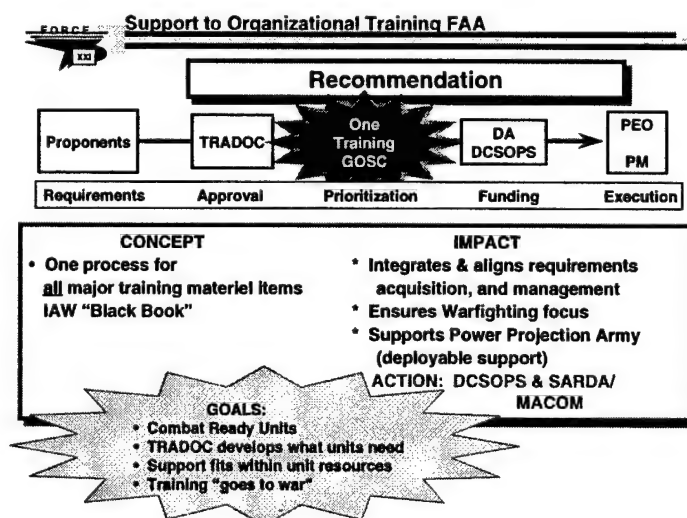 FORCE
XXI
Support to Organizational Training FAA
Recommendation
Proponents
TRADOC
One
Training
GOSC
DA
DCSOPS
PEO
PM
Requirements Approval Prioritization Funding Execution
CONCEPT
• One process for
all major training materiel items
IAW "Black Book"
IMPACT
* Integrates & aligns requirements
acquisition, and management
* Ensures Warfighting focus
* Supports Power Projection Army
(deployable support)
ACTION: DCSOPS & SARDA/
MACOM
GOALS:
• Combat Ready Units
• TRADOC develops what units need
• Support fits within unit resources
• Training "goes to war"